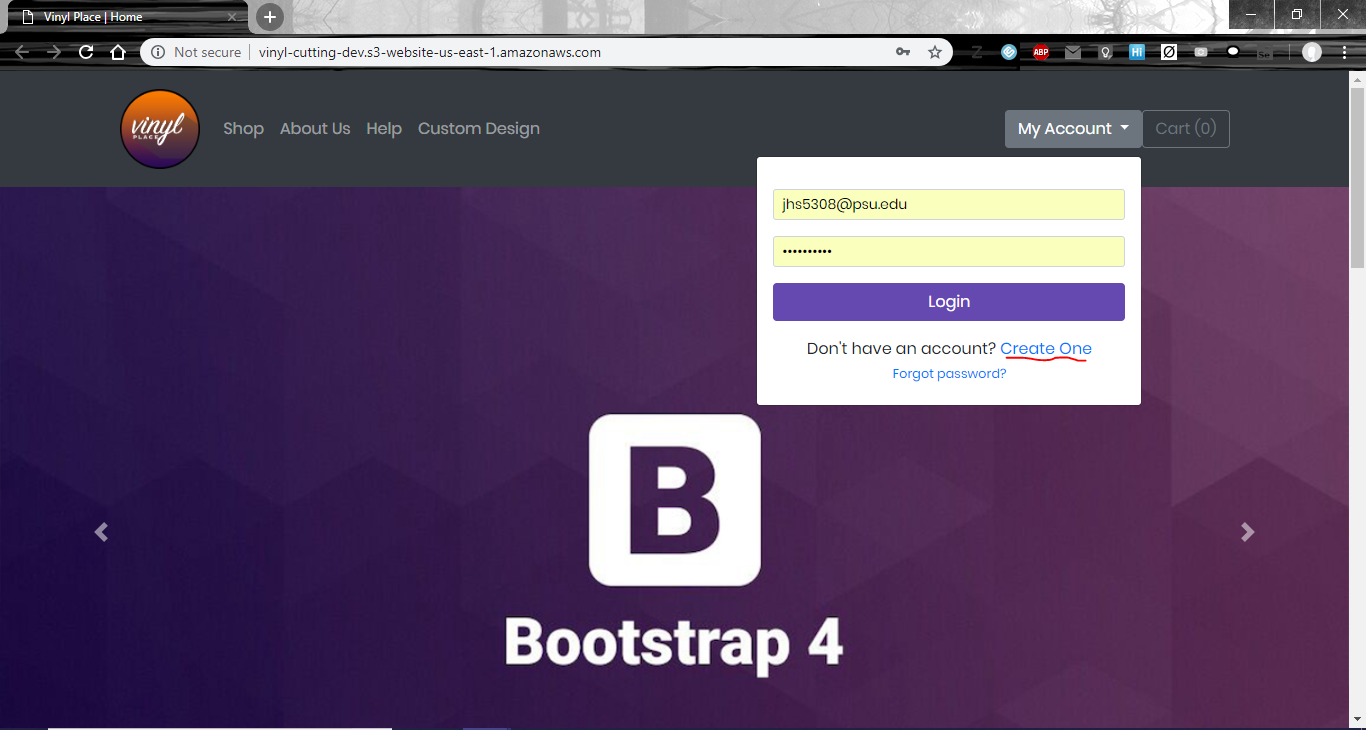 Vinyl Place | Home
Not secure vinyl-cutting-dev.s3-website-us-east-1.amazonaws.com
ABP
Hi
vinyl
PLACE
Shop About Us Help Custom Design
My Account Cart (0)
jhs5308@psu.edu
••••••••••
Login
Don't have an account? Create One
Forgot password?
B
Bootstrap 4